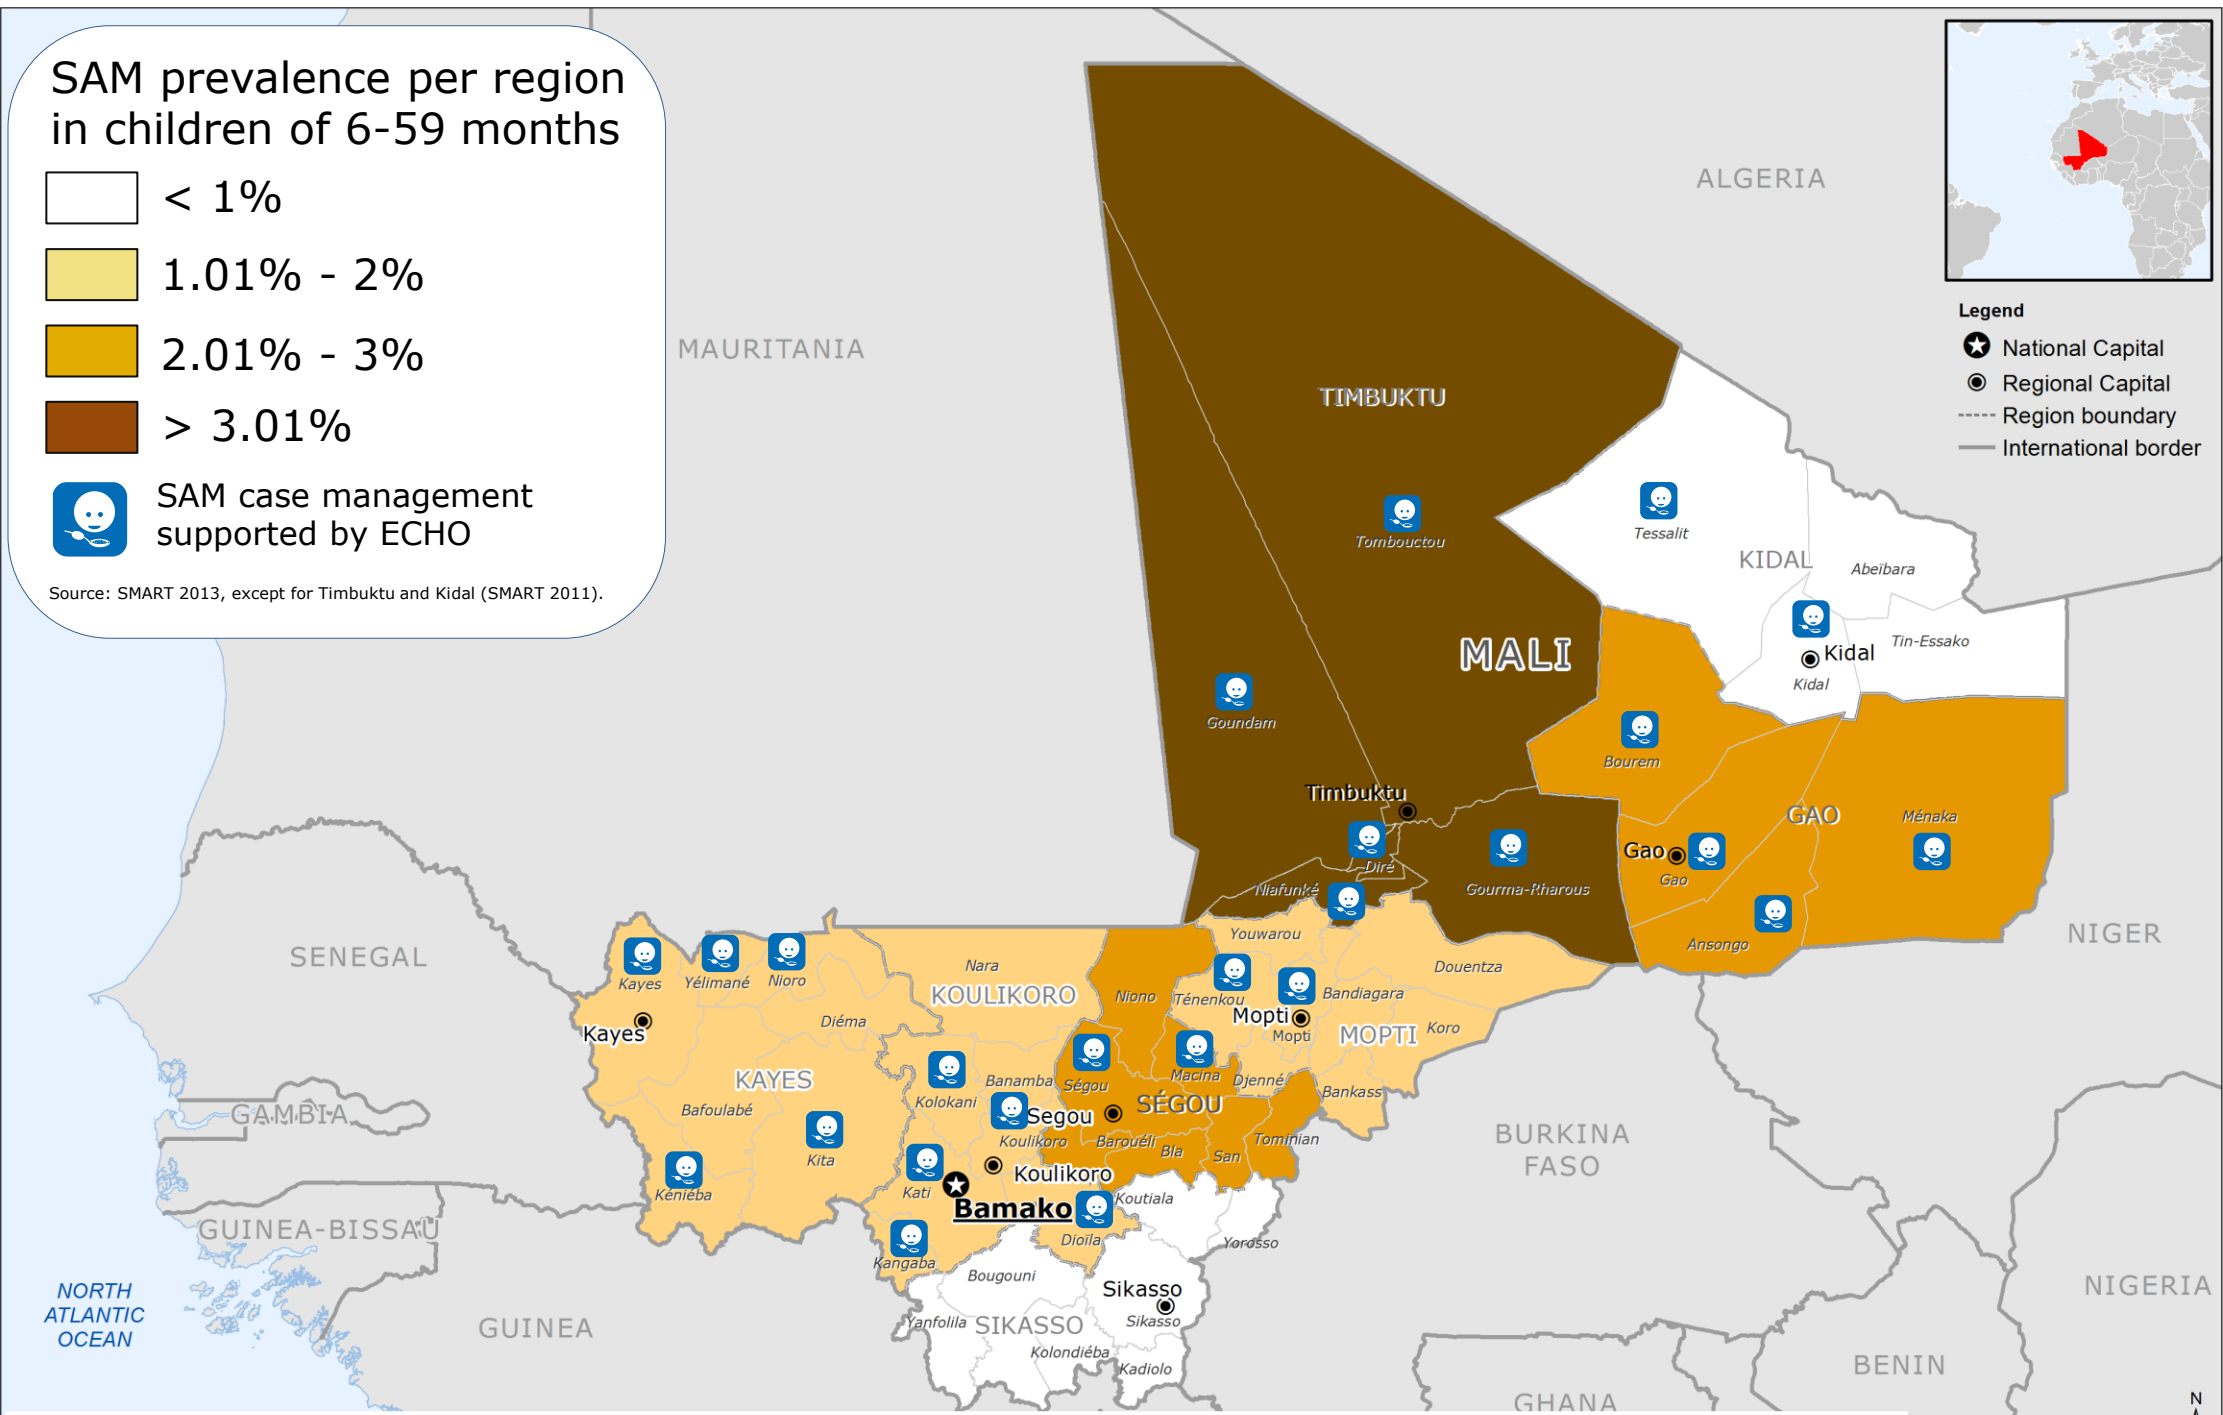 SAM prevalence per region
in children of 6-59 months
< 1%
1.01% - 2%
2.01% - 3%
> 3.01%
SAM case management
supported by ECHO
Source: SMART 2013, except for Timbuktu and Kidal (SMART 2011).
Legend
National Capital
Regional Capital
Region boundary
International border
ALGERIA
MAURITANIA
TIMBUKTU
Tombouctou
Tessalit
KIDAL
Abeïbara
Tin-Essako
Kidal
Kidal
MALI
Goundam
Bourem
Timbuktu
GAO
Ménaka
Gao
Gao
Diré
Niafunké
Gourma-Rharous
Ansongo
NIGER
SENEGAL
Youwarou
Douentza
Kayes
Yélimané
Nioro
Nara
KOULIKORO
Niono
Ténenkou
Bandiagara
Mopti
Mopti
MOPTI
Koro
Kayes
Diéma
KAYES
Banamba
Kolokani
Ségou
Macina
Djenné
Bankass
GAMBIA
Bafoulabé
Segou
SÉGOU
Koulikoro
Barouéli
Bla
San
Tominian
BURKINA
FASO
Kita
Kéniéba
Kati
Koulikoro
Bamako
Koutiala
GUINEA-BISSAU
Dioïla
Yorosso
Kangaba
Bougouni
Sikasso
Sikasso
NORTH
ATLANTIC
OCEAN
GUINEA
Yanfolila
SIKASSO
Kolondiéba
Kadiolo
NIGERIA
BENIN
GHANA
N